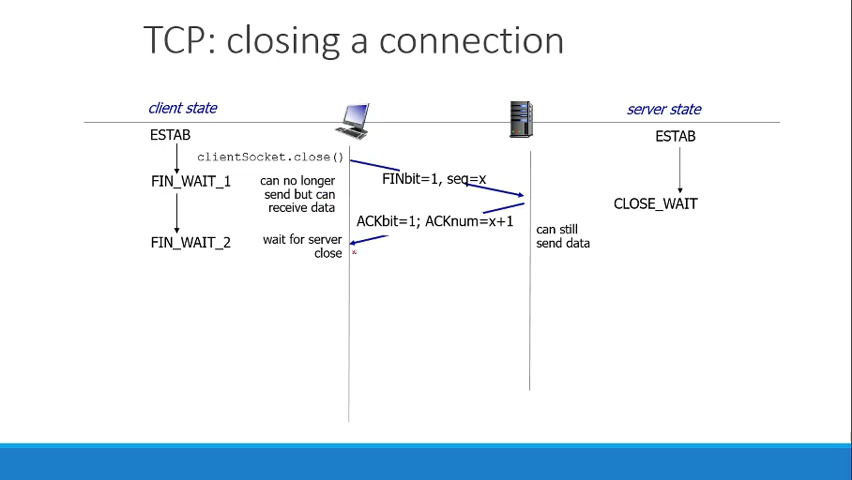 TCP: closing a connection
client state
server state
ESTAB
ESTAB
clientSocket.close()
FINbit=1, seq=x
FIN_WAIT_1
can no longer
send but can
receive data
CLOSE_WAIT
ACKbit=1; ACKnum=x+1
can still
send data
FIN_WAIT_2
wait for server
close